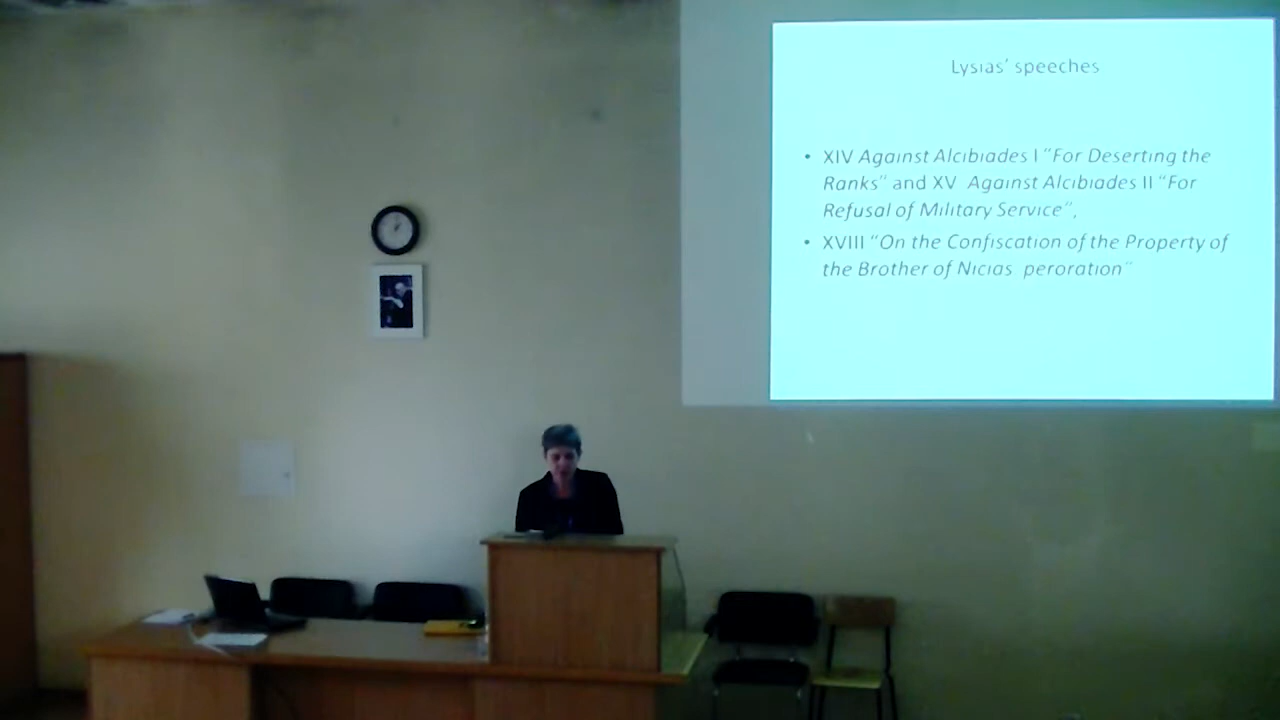 Lysias' speeches
• XIV Against Alcibiades I "For Deserting the
Ranks" and XV Against Alcibiades II "For
Refusal of Military Service",
• XVIII "On the Confiscation of the Property of
the Brother of Nicias peroration"